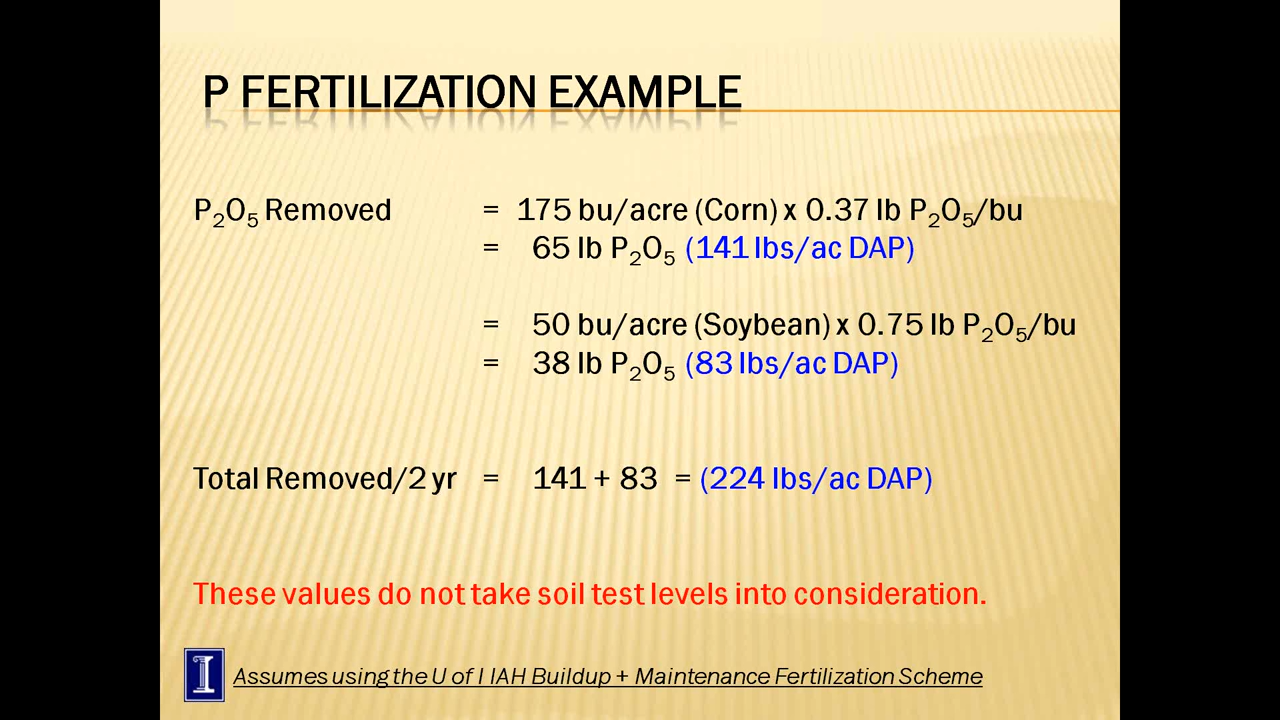 P FERTILIZATION EXAMPLE
P₂O₅ Removed = 175 bu/acre (Corn) x 0.37 lb P₂O₅/bu
= 65 lb P₂O₅ (141 lbs/ac DAP)
= 50 bu/acre (Soybean) x 0.75 lb P₂O₅/bu
= 38 lb P₂O₅ (83 lbs/ac DAP)
Total Removed/2 yr = 141 + 83 = (224 lbs/ac DAP)
These values do not take soil test levels into consideration.
I Assumes using the U of I IAH Buildup + Maintenance Fertilization Scheme